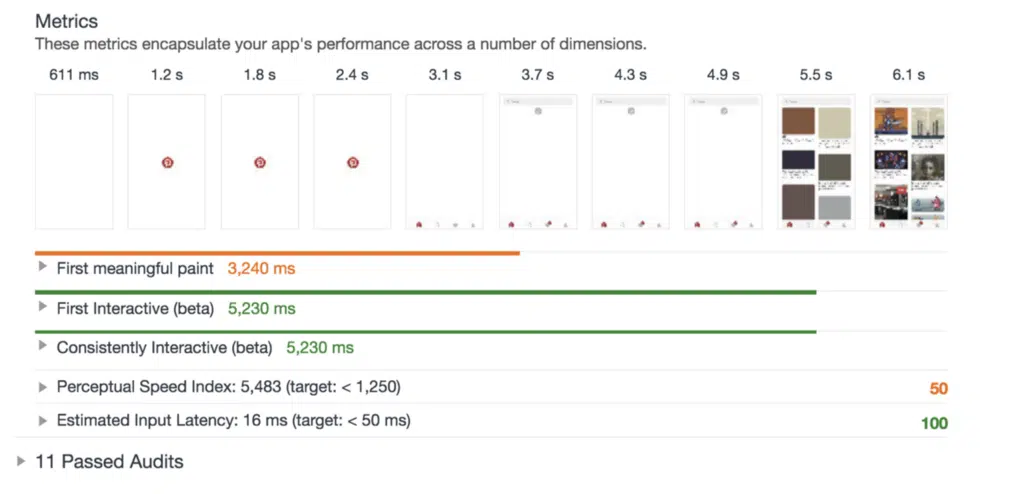 Metrics
These metrics encapsulate your app's performance across a number of dimensions.
611 ms 1.2 s 1.8 s 2.4 s 3.1 s 3.7 s 4.3 s 4.9 s 5.5 s 6.1 s
First meaningful paint 3,240 ms
First Interactive (beta) 5,230 ms
Consistently Interactive (beta) 5,230 ms
Perceptual Speed Index: 5,483 (target: < 1,250) 50
Estimated Input Latency: 16 ms (target: < 50 ms) 100
11 Passed Audits